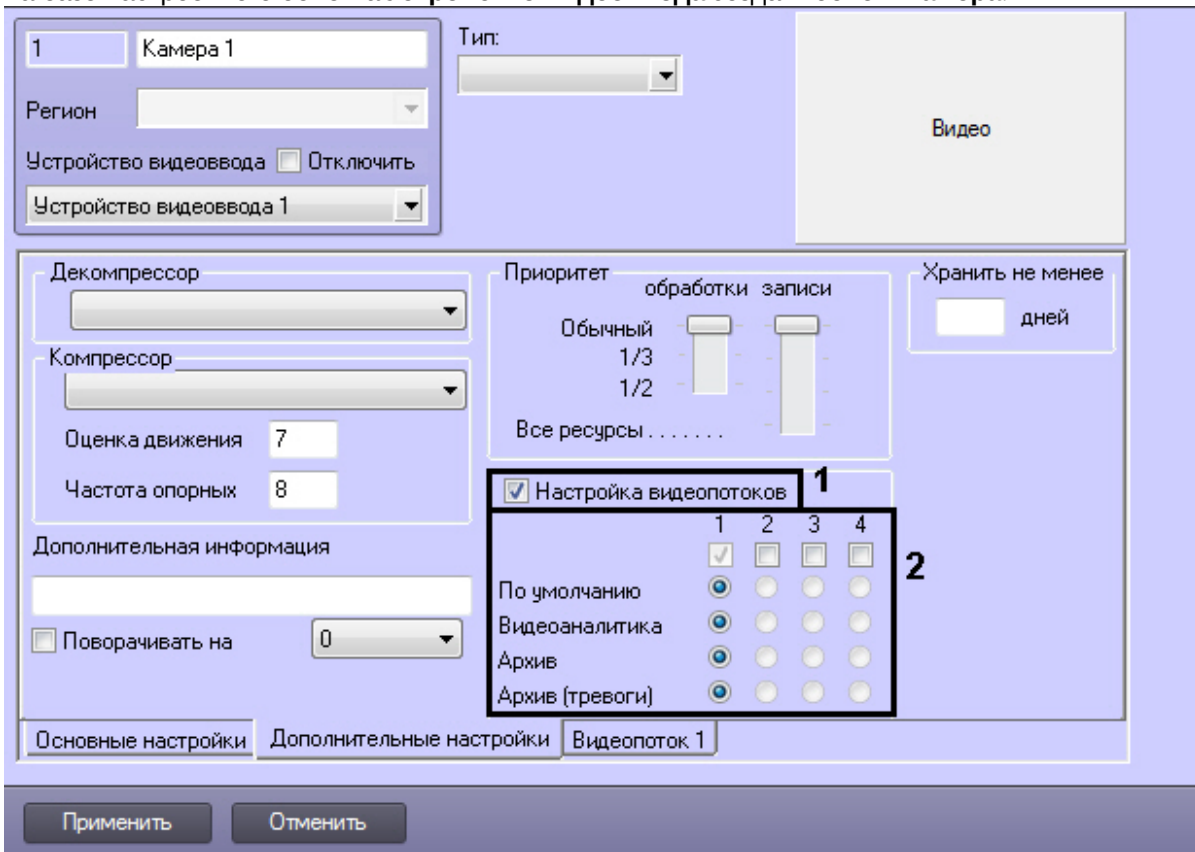 1 Камера 1
Тип:
Регион
Видео
Устройство видеоввода Отключить
Устройство видеоввода 1
Декомпрессор
Компрессор
Оценка движения 7
Частота опорных 8
Дополнительная информация
Поворачивать на 0
Приоритет
обработки записи
Обычный
1/3
1/2
Все ресурсы . . . . . . .
Хранить не менее
дней
Настройка видеопотоков 1
1 2 3 4
2
По умолчанию
Видеоаналитика
Архив
Архив (тревоги)
Основные настройки Дополнительные настройки Видеопоток 1
Применить Отменить